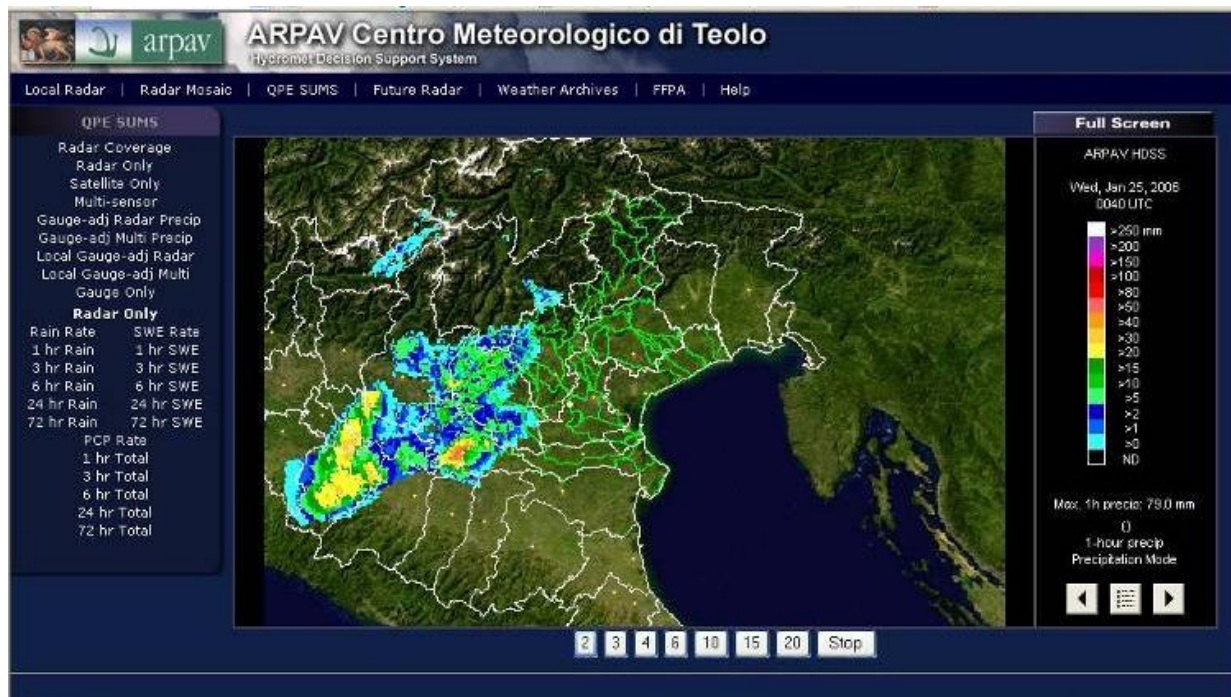 arpav
ARPAV Centro Meteorologico di Teolo
Hydromet Decision Support System
Local Radar | Radar Mosaic | QPE SUMS | Future Radar | Weather Archives | FFPA | Help
QPE SUMS
Radar Coverage
Radar Only
Satellite Only
Multi-sensor
Gauge-adj Radar Precip
Gauge-adj Multi Precip
Local Gauge-adj Radar
Local Gauge-adj Multi
Gauge Only
Radar Only
Rain Rate SWE Rate
1 hr Rain 1 hr SWE
3 hr Rain 3 hr SWE
6 hr Rain 6 hr SWE
24 hr Rain 24 hr SWE
72 hr Rain 72 hr SWE
PCP Rate
1 hr Total
3 hr Total
6 hr Total
24 hr Total
72 hr Total
Full Screen
ARPAV HDSS
Wed, Jan 25, 2006
0040 UTC
>250 mm
>200
>150
>100
>80
>50
>40
>30
>20
>15
>10
>5
>2
>1
>0
ND
Max. 1h precip: 79.0 mm
()
1-hour precip
Precipitation Mode
2 3 4 6 10 15 20 Stop